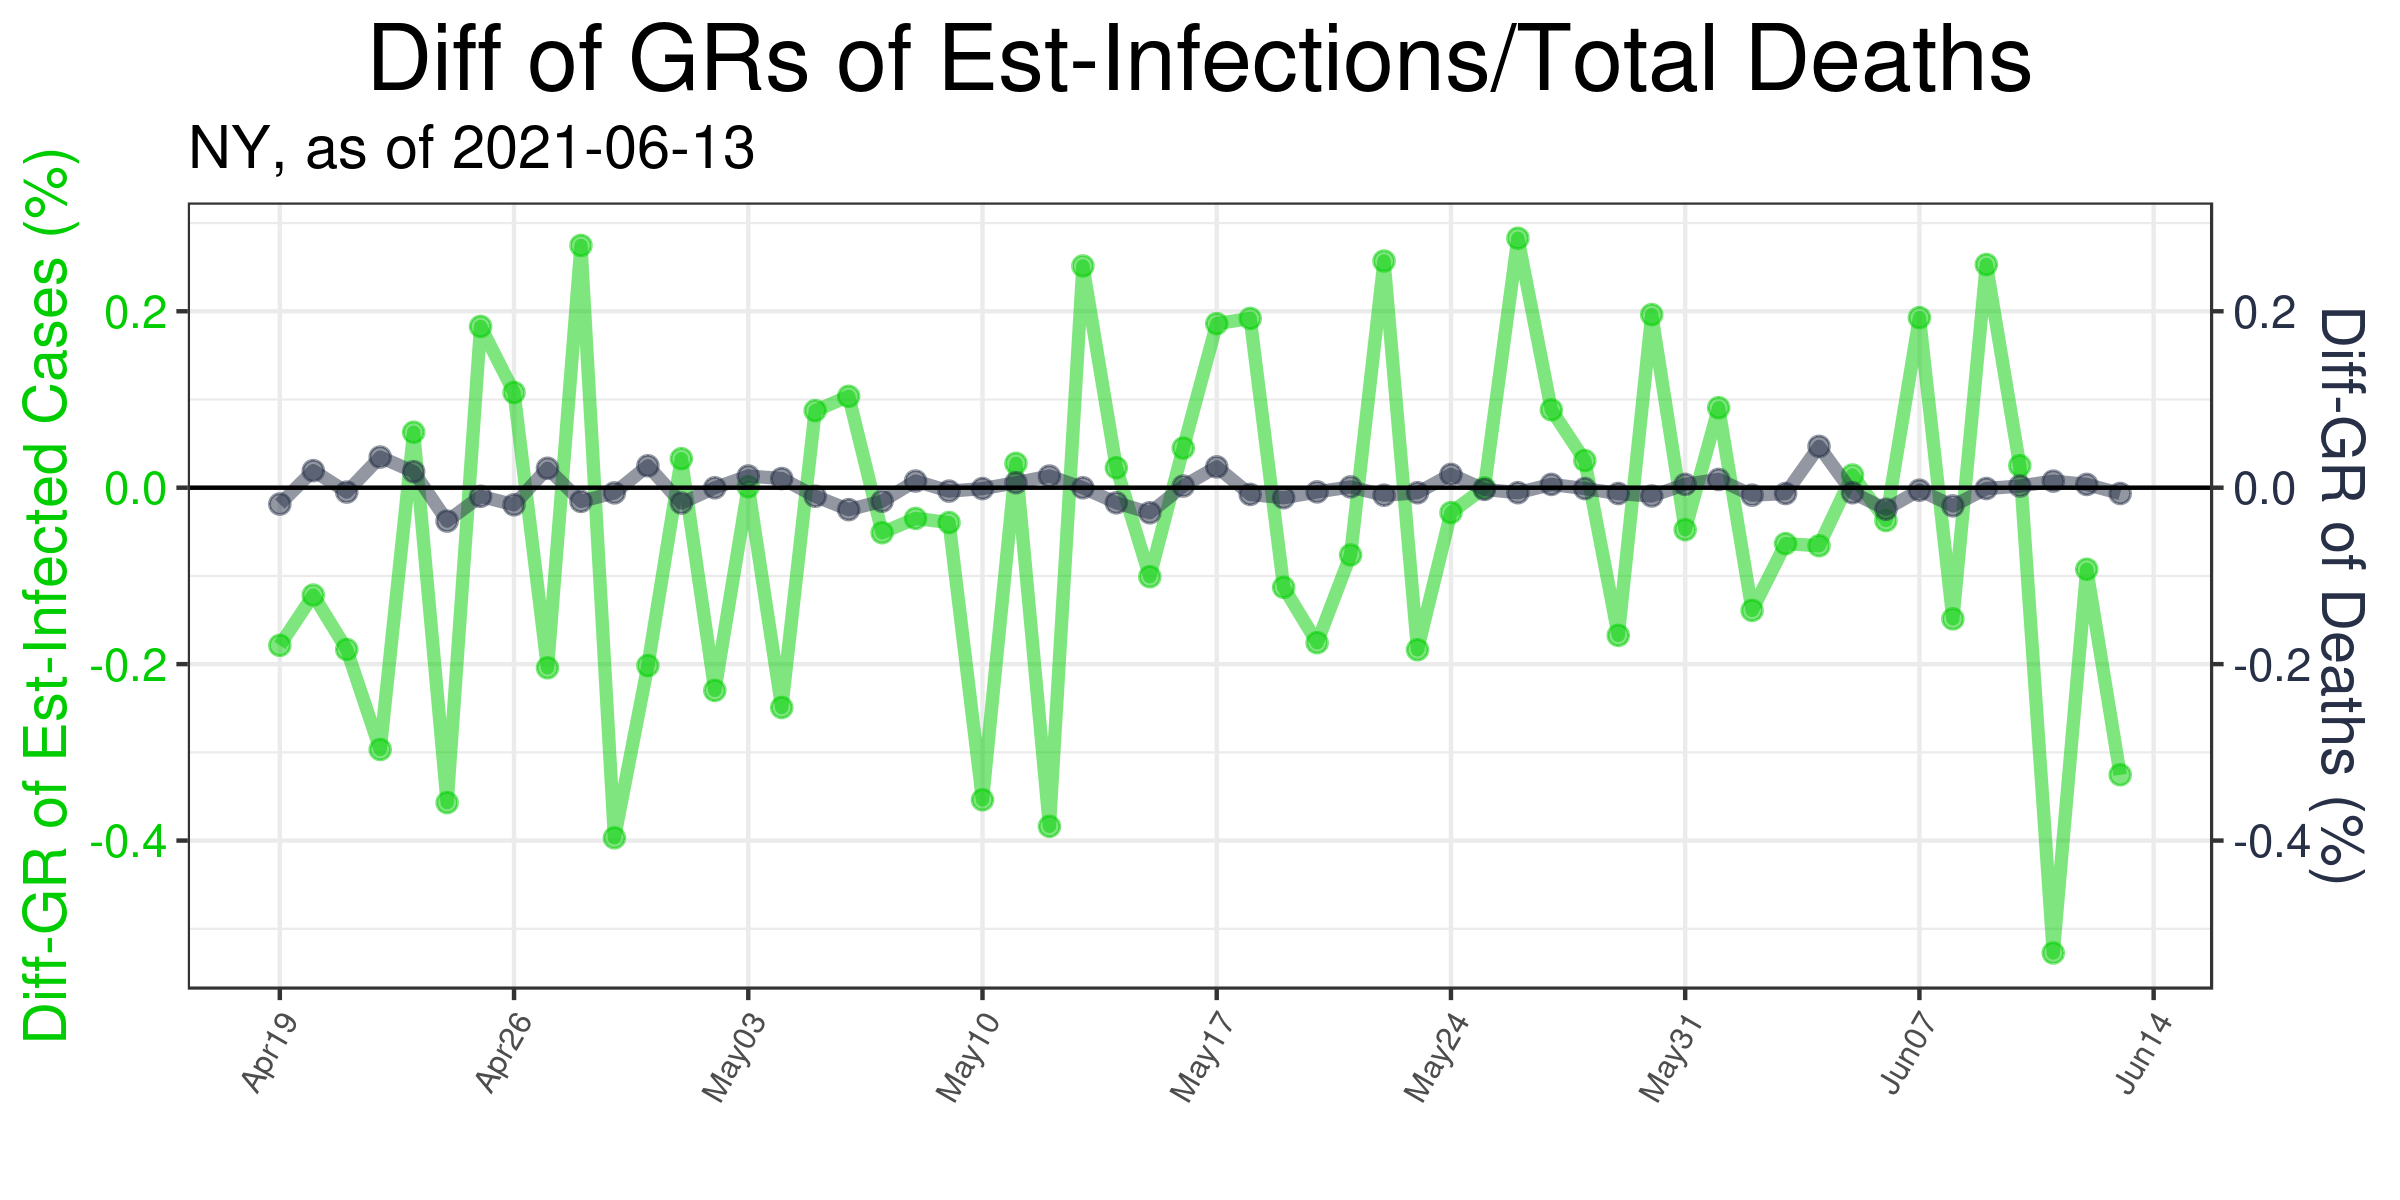 Diff of GRs of Est-Infections/Total Deaths
NY, as of 2021-06-13
Diff-GR of Est-Infected Cases (%)
0.2
0.0
-0.2
-0.4
0.2
0.0
-0.2
-0.4
Diff-GR of Deaths (%)
Apr19
Apr26
May03
May10
May17
May24
May31
Jun07
Jun14